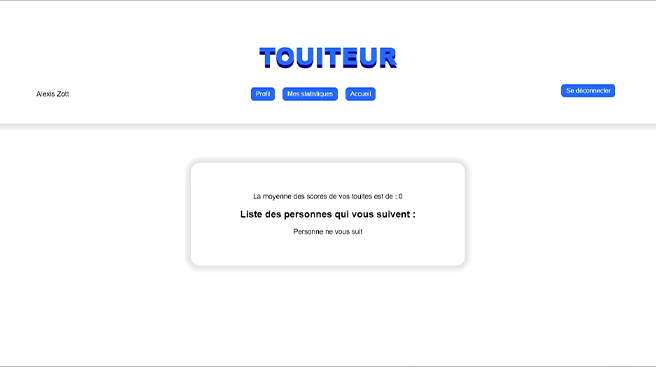 TOUITEUR
Alexis Zott
Profil
Mes statistiques
Accueil
Se déconnecter
La moyenne des scores de vos touites est de : 0
Liste des personnes qui vous suivent :
Personne ne vous suit